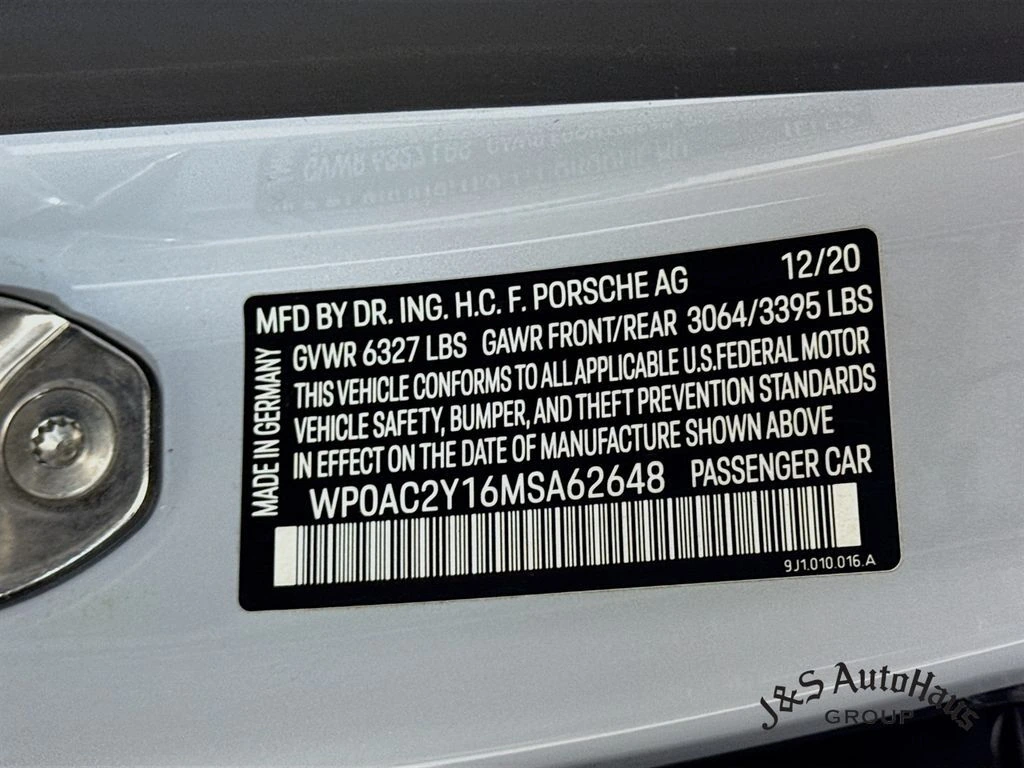 MFD BY DR. ING. H.C. F. PORSCHE AG 12/20
GVWR 6327 LBS GAWR FRONT/REAR 3064/3395 LBS
THIS VEHICLE CONFORMS TO ALL APPLICABLE U.S.FEDERAL MOTOR
VEHICLE SAFETY, BUMPER, AND THEFT PREVENTION STANDARDS
IN EFFECT ON THE DATE OF MANUFACTURE SHOWN ABOVE
WP0AC2Y16MSA62648 PASSENGER CAR
MADE IN GERMANY
9J1.010.016.A
J&S AutoHaus
GROUP